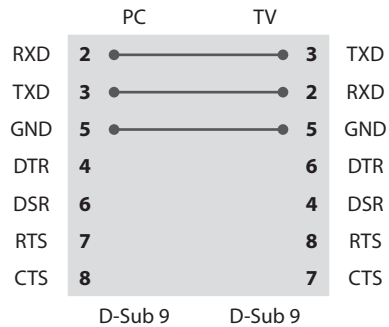 PC TV
RXD 2 3 TXD
TXD 3 2 RXD
GND 5 5 GND
DTR 4 6 DTR
DSR 6 4 DSR
RTS 7 8 RTS
CTS 8 7 CTS
D-Sub 9 D-Sub 9